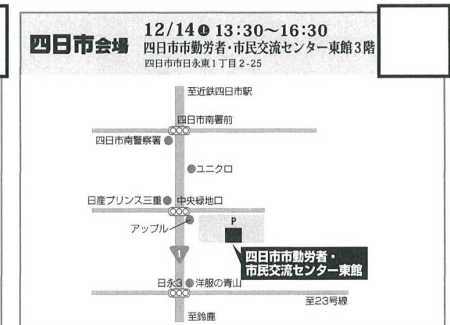 四日市会場
12/14㊏ 13:30～16:30
四日市市勤労者・市民交流センター東館3階
四日市市日永東1丁目2-25
至近鉄四日市駅
四日市南署前
四日市南警察署
ユニクロ
日産プリンス三重
中央緑地口
アップル
P
四日市市勤労者・
市民交流センター東館
1
日永3
洋服の青山
至23号線
至鈴鹿